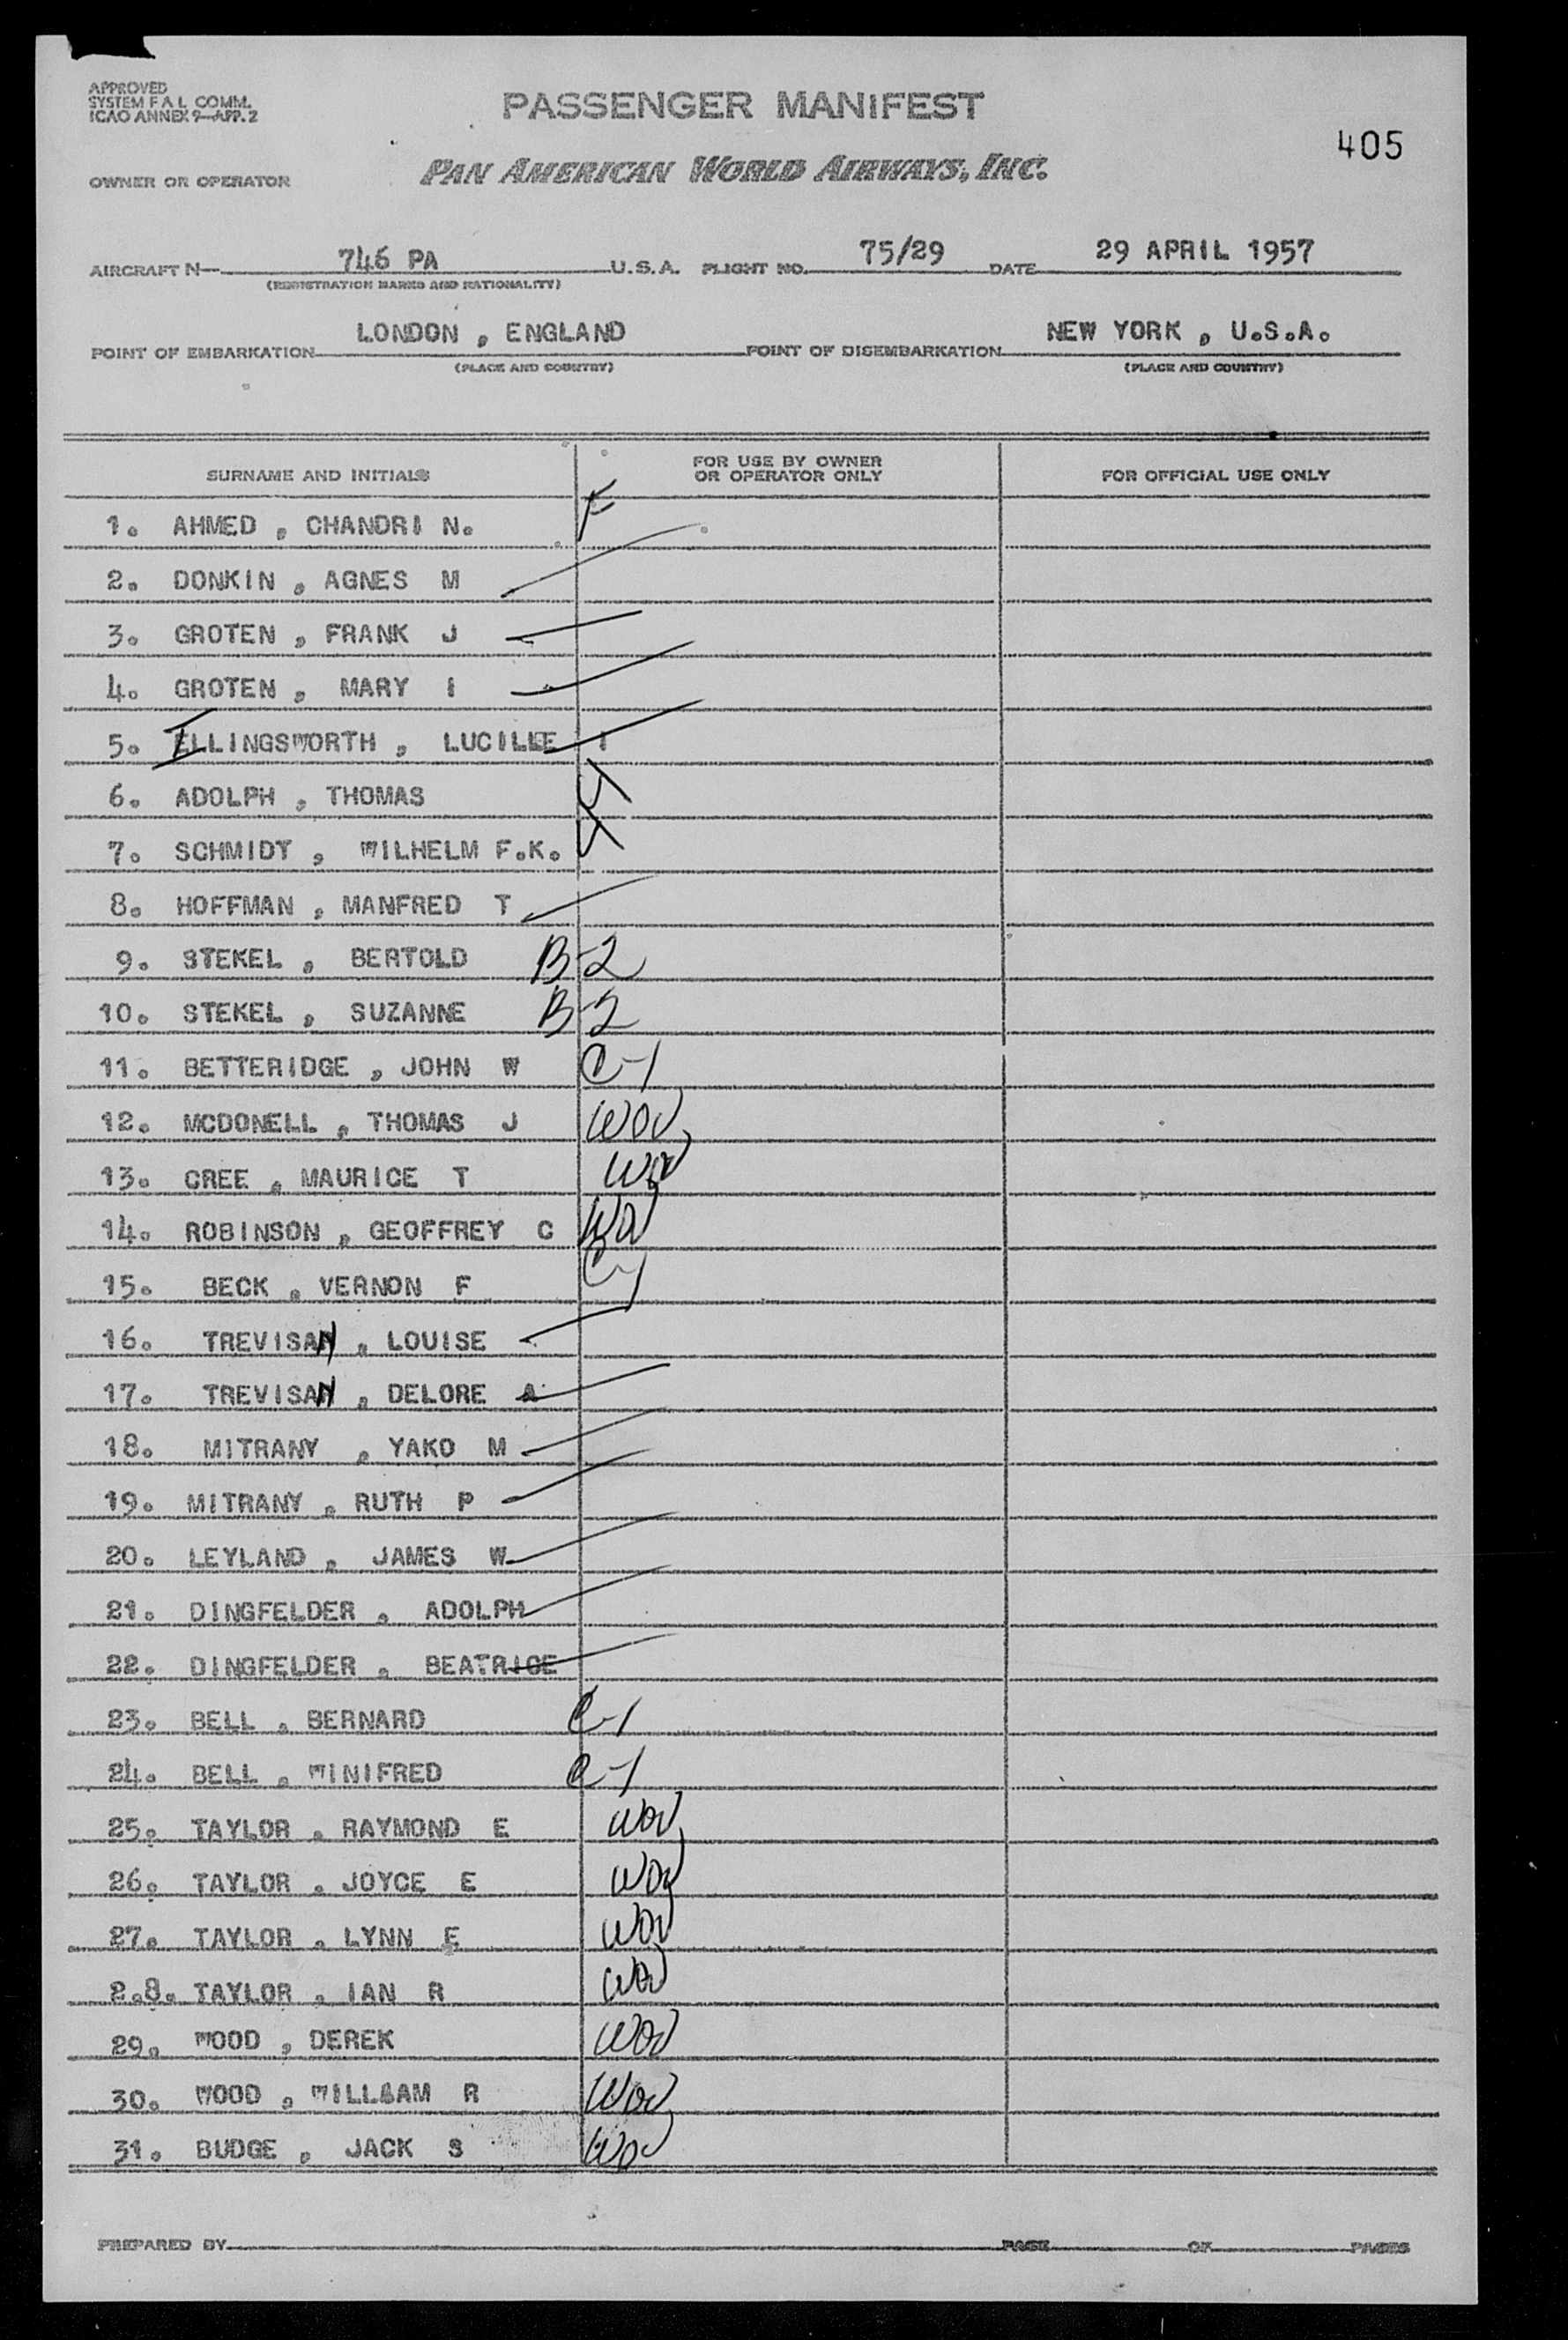 APPROVED
SYSTEM F A L COMM.
ICAO ANNEX 9—APP. 2
PASSENGER MANIFEST
405
OWNER OR OPERATOR
PAN AMERICAN WORLD AIRWAYS, INC.
AIRCRAFT N— 746 PA U.S.A. FLIGHT NO. 75/29 DATE 29 APRIL 1957
(REGISTRATION MARKS AND NATIONALITY)
POINT OF EMBARKATION LONDON , ENGLAND POINT OF DISEMBARKATION NEW YORK , U.S.A.
(PLACE AND COUNTRY) (PLACE AND COUNTRY)
SURNAME AND INITIALS FOR USE BY OWNER OR OPERATOR ONLY FOR OFFICIAL USE ONLY
1. AHMED , CHANDRI N. F
2. DONKIN , AGNES M
3. GROTEN , FRANK J
4. GROTEN , MARY I
5. ILLINGSWORTH , LUCILLE I
6. ADOLPH , THOMAS
7. SCHMIDT , WILHELM F.K.
8. HOFFMAN , MANFRED T
9. STEKEL , BERTOLD B-2
10. STEKEL , SUZANNE B-2
11. BETTERIDGE , JOHN W C-1
12. MCDONELL , THOMAS J
13. CREE , MAURICE T
14. ROBINSON , GEOFFREY C
15. BECK , VERNON F C-1
16. TREVISAN , LOUISE
17. TREVISAN , DELORE A
18. MITRANY , YAKO M
19. MITRANY , RUTH P
20. LEYLAND , JAMES W
21. DINGFELDER , ADOLPH
22. DINGFELDER , BEATRICE
23. BELL , BERNARD C-1
24. BELL , WINIFRED C-1
25. TAYLOR , RAYMOND E
26. TAYLOR , JOYCE E
27. TAYLOR , LYNN E
2.8. TAYLOR , IAN R
29. WOOD , DEREK
30. WOOD , WILLAAM R
31. BUDGE , JACK S
PREPARED BY PAGE OF PAGES